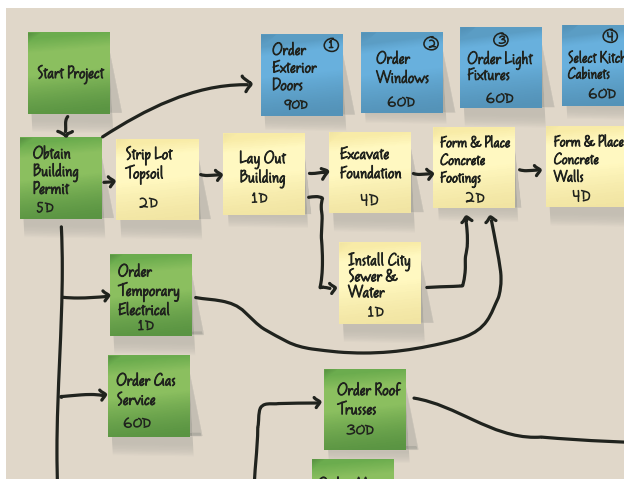 Start Project
①
Order
Exterior
Doors
90D
②
Order
Windows
60D
③
Order Light
Fixtures
60D
④
Select Kitch
Cabinets
60D
Obtain
Building
Permit
5D
Strip Lot
Topsoil
2D
Lay Out
Building
1D
Excavate
Foundation
4D
Form & Place
Concrete
Footings
2D
Form & Place
Concrete
Walls
4D
Order
Temporary
Electrical
1D
Install City
Sewer &
Water
1D
Order Gas
Service
60D
Order Roof
Trusses
30D